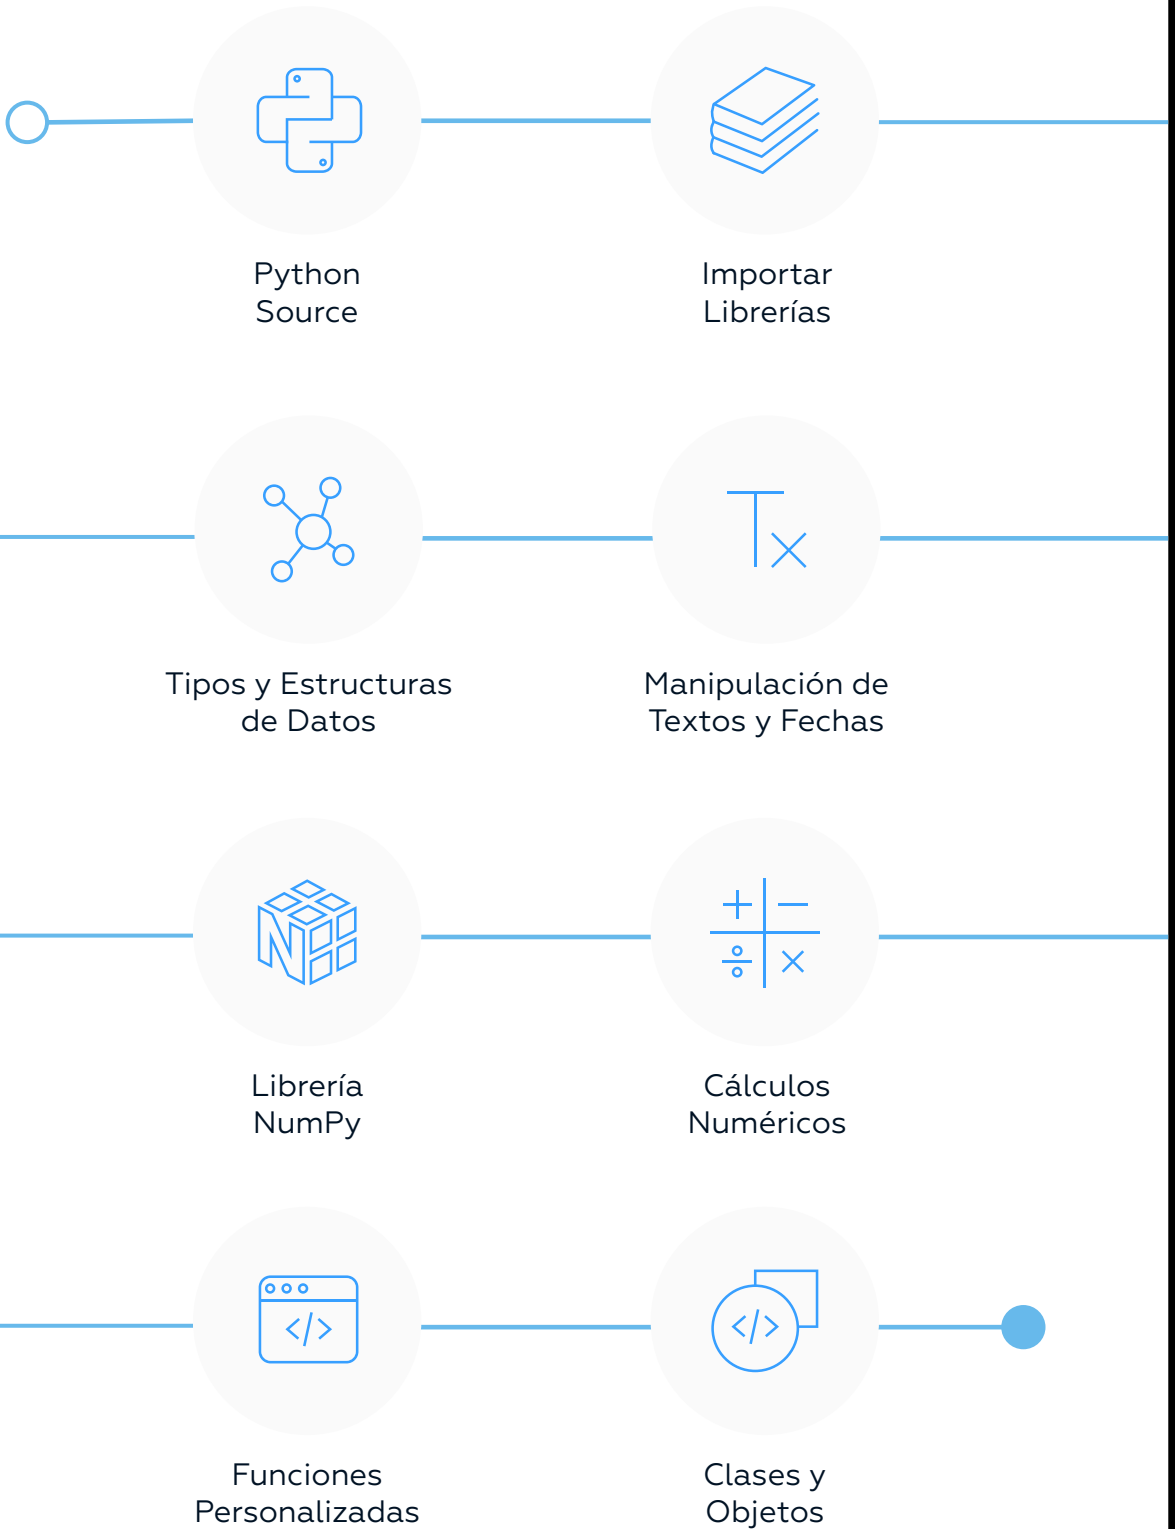 Python
Source
Importar
Librerías
Tipos y Estructuras
de Datos
Manipulación de
Textos y Fechas
Librería
NumPy
Cálculos
Numéricos
Funciones
Personalizadas
Clases y
Objetos